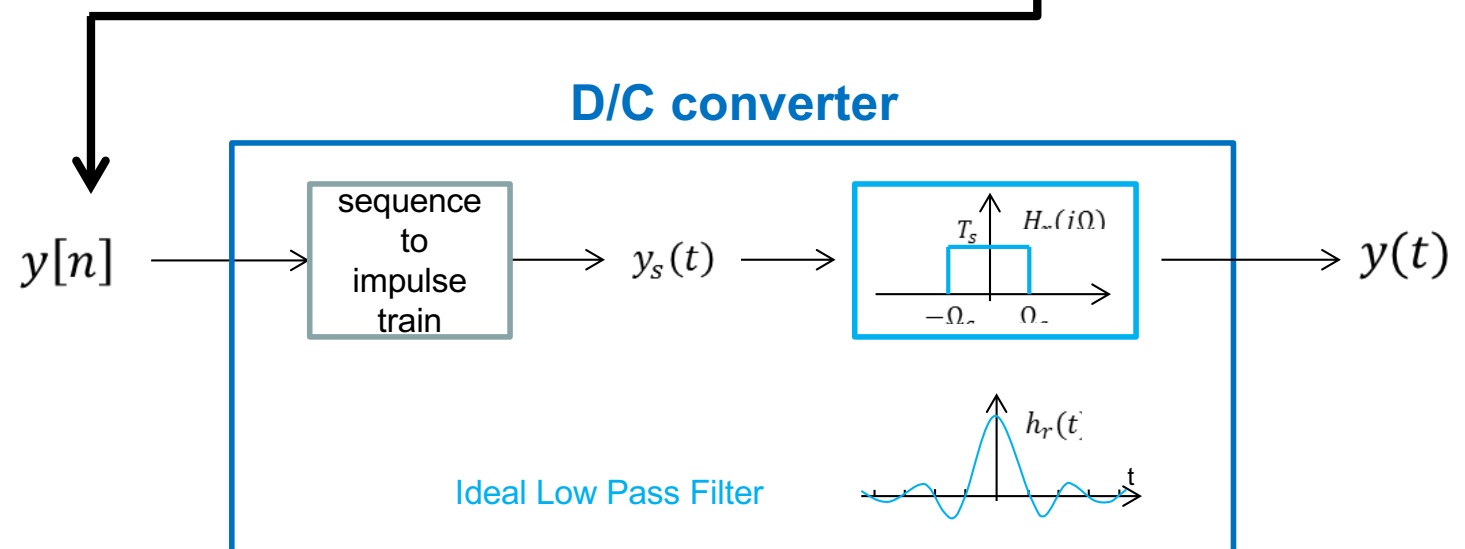 D/C converter
sequence
to
impulse
train
y[n]
y_s(t)
T_s
y(t)
h_r(t)
t
Ideal Low Pass Filter